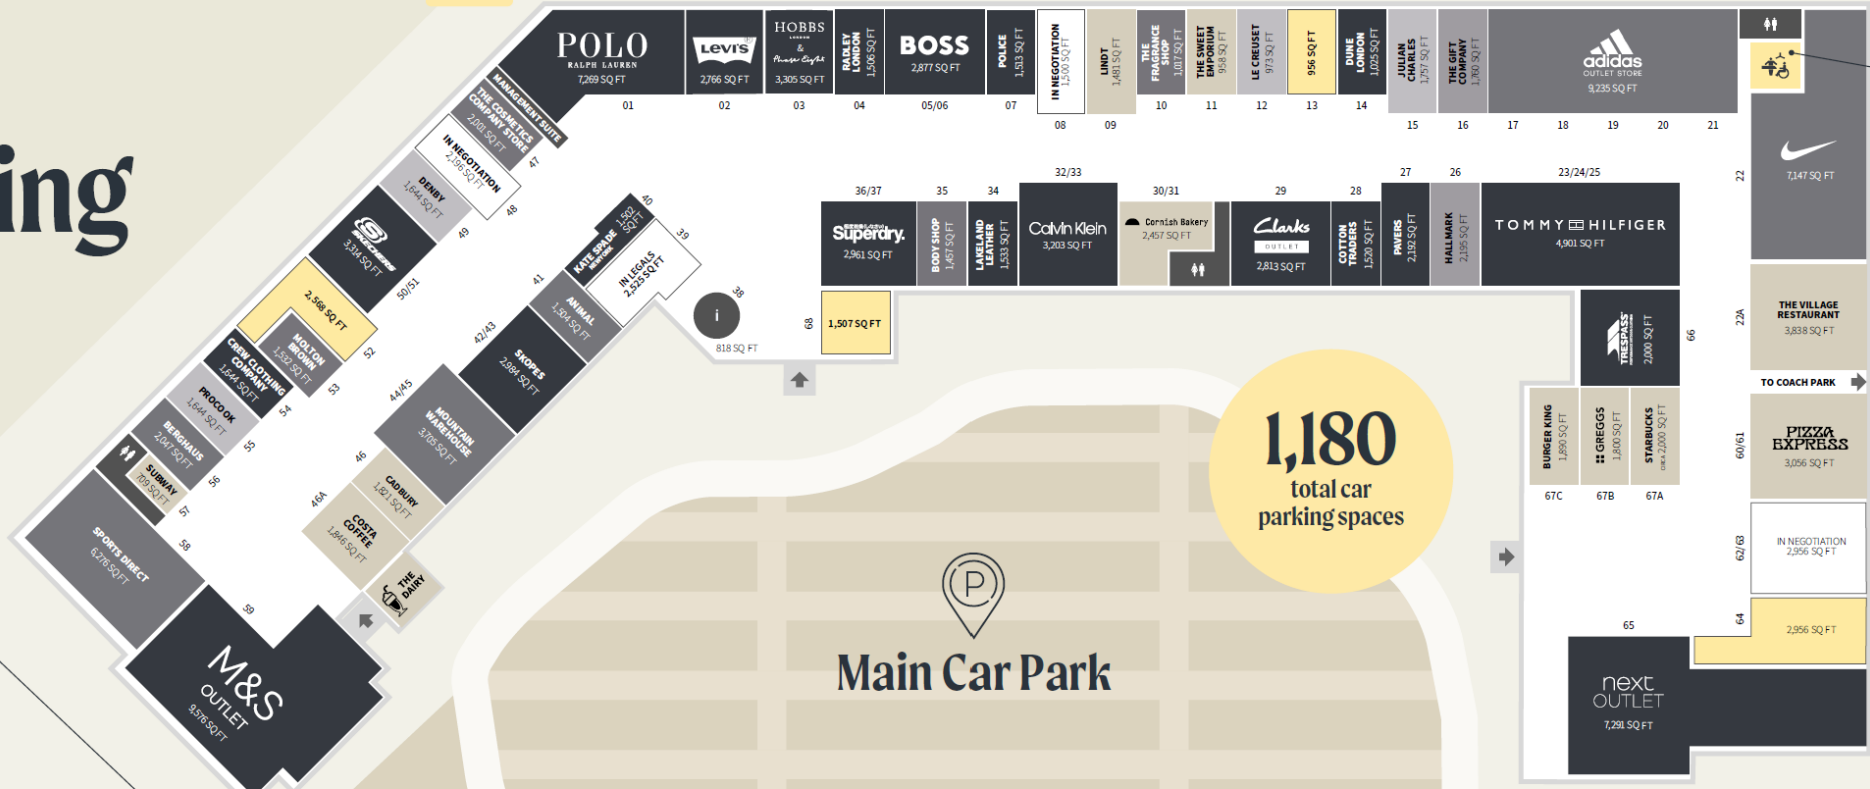 ing
POLO
RALPH LAUREN
7,269 SQ FT
01
LEVI'S
2,766 SQ FT
02
HOBBS
LONDON
&
Phase Eight
3,305 SQ FT
03
RADLEY
LONDON
1,506 SQ FT
04
BOSS
2,877 SQ FT
05/06
POLICE
1,513 SQ FT
07
IN NEGOTIATION
1,500 SQ FT
08
LINDT
1,481 SQ FT
09
THE
FRAGRANCE
SHOP
1,017 SQ FT
10
THE SWEET
EMPORIUM
958 SQ FT
11
LE CREUSET
973 SQ FT
12
956 SQ FT
13
DUNE
LONDON
1,025 SQ FT
14
JULIAN
CHARLES
1,757 SQ FT
15
THE GIFT
COMPANY
1,760 SQ FT
16
adidas
OUTLET STORE
9,235 SQ FT
17
18
19
20
21
22
7,147 SQ FT
22A
THE VILLAGE
RESTAURANT
3,838 SQ FT
TO COACH PARK
60/61
PIZZA
EXPRESS
3,056 SQ FT
62/63
IN NEGOTIATION
2,956 SQ FT
64
2,956 SQ FT
65
next
OUTLET
7,291 SQ FT
MANAGEMENT SUITE
THE COSMETICS
COMPANY STORE
2,001 SQ FT
47
IN NEGOTIATION
2,196 SQ FT
48
DENBY
1,644 SQ FT
49
SKECHERS
3,314 SQ FT
50/51
2,568 SQ FT
52
MOLTON
BROWN
1,532 SQ FT
53
CREW CLOTHING
COMPANY
1,644 SQ FT
54
PROCOOK
1,644 SQ FT
55
BERGHAUS
2,047 SQ FT
56
SUBWAY
709 SQ FT
57
SPORTS DIRECT
6,276 SQ FT
58
59
M&S
OUTLET
9,576 SQ FT
40
KATE SPADE
NEW YORK
1,502
SQ FT
39
IN LEGALS
2,525 SQ FT
41
ANIMAL
1,504 SQ FT
42/43
SKOPES
2,984 SQ FT
44/45
MOUNTAIN
WAREHOUSE
3,705 SQ FT
46
CADBURY
1,821 SQ FT
46A
COSTA
COFFEE
1,846 SQ FT
THE
DAIRY
38
i
818 SQ FT
36/37
Superdry.
2,961 SQ FT
35
BODY SHOP
1,457 SQ FT
34
LAKELAND
LEATHER
1,533 SQ FT
32/33
Calvin Klein
3,203 SQ FT
30/31
Cornish Bakery
2,457 SQ FT
29
Clarks
OUTLET
2,813 SQ FT
28
COTTON
TRADERS
1,520 SQ FT
27
PAVERS
2,192 SQ FT
26
HALLMARK
2,195 SQ FT
23/24/25
TOMMY HILFIGER
4,901 SQ FT
68
1,507 SQ FT
66
TRESPASS
2,000 SQ FT
BURGER KING
1,890 SQ FT
67C
GREGGS
1,800 SQ FT
67B
STARBUCKS
CIRCA 2,000 SQ FT
67A
1,180
total car
parking spaces
P
Main Car Park